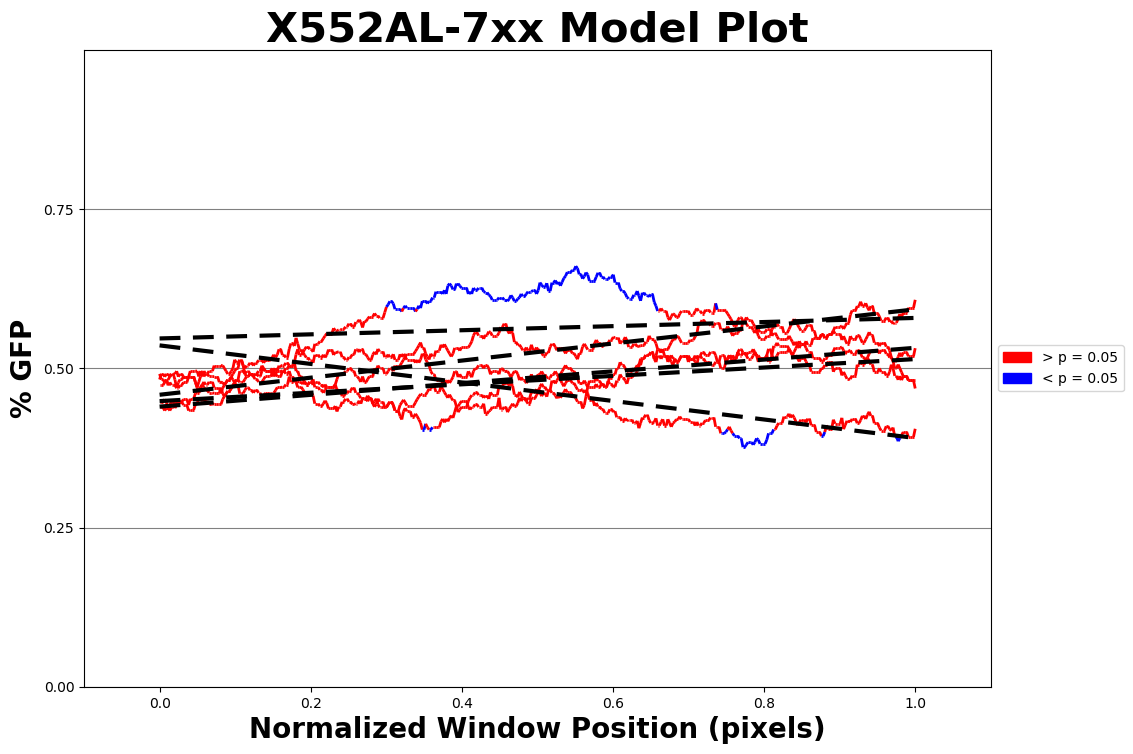 X552AL-7xx Model Plot
% GFP
0.75
0.50
0.25
0.00
0.0 0.2 0.4 0.6 0.8 1.0
Normalized Window Position (pixels)
> p = 0.05
< p = 0.05